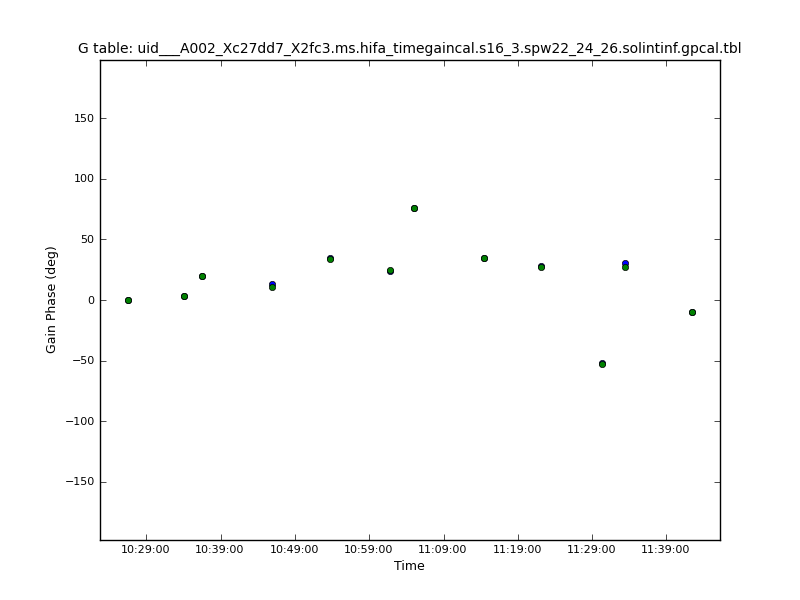 G table: uid___A002_Xc27dd7_X2fc3.ms.hifa_timegaincal.s16_3.spw22_24_26.solintinf.gpcal.tbl
150
100
50
0
−50
−100
−150
Gain Phase (deg)
10:29:00 10:39:00 10:49:00 10:59:00 11:09:00 11:19:00 11:29:00 11:39:00
Time